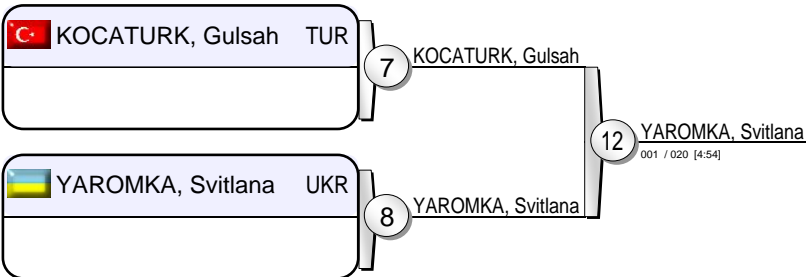 KOCATURK, Gulsah TUR
7
KOCATURK, Gulsah
12
YAROMKA, Svitlana
001 / 020 [4:54]
YAROMKA, Svitlana UKR
8
YAROMKA, Svitlana